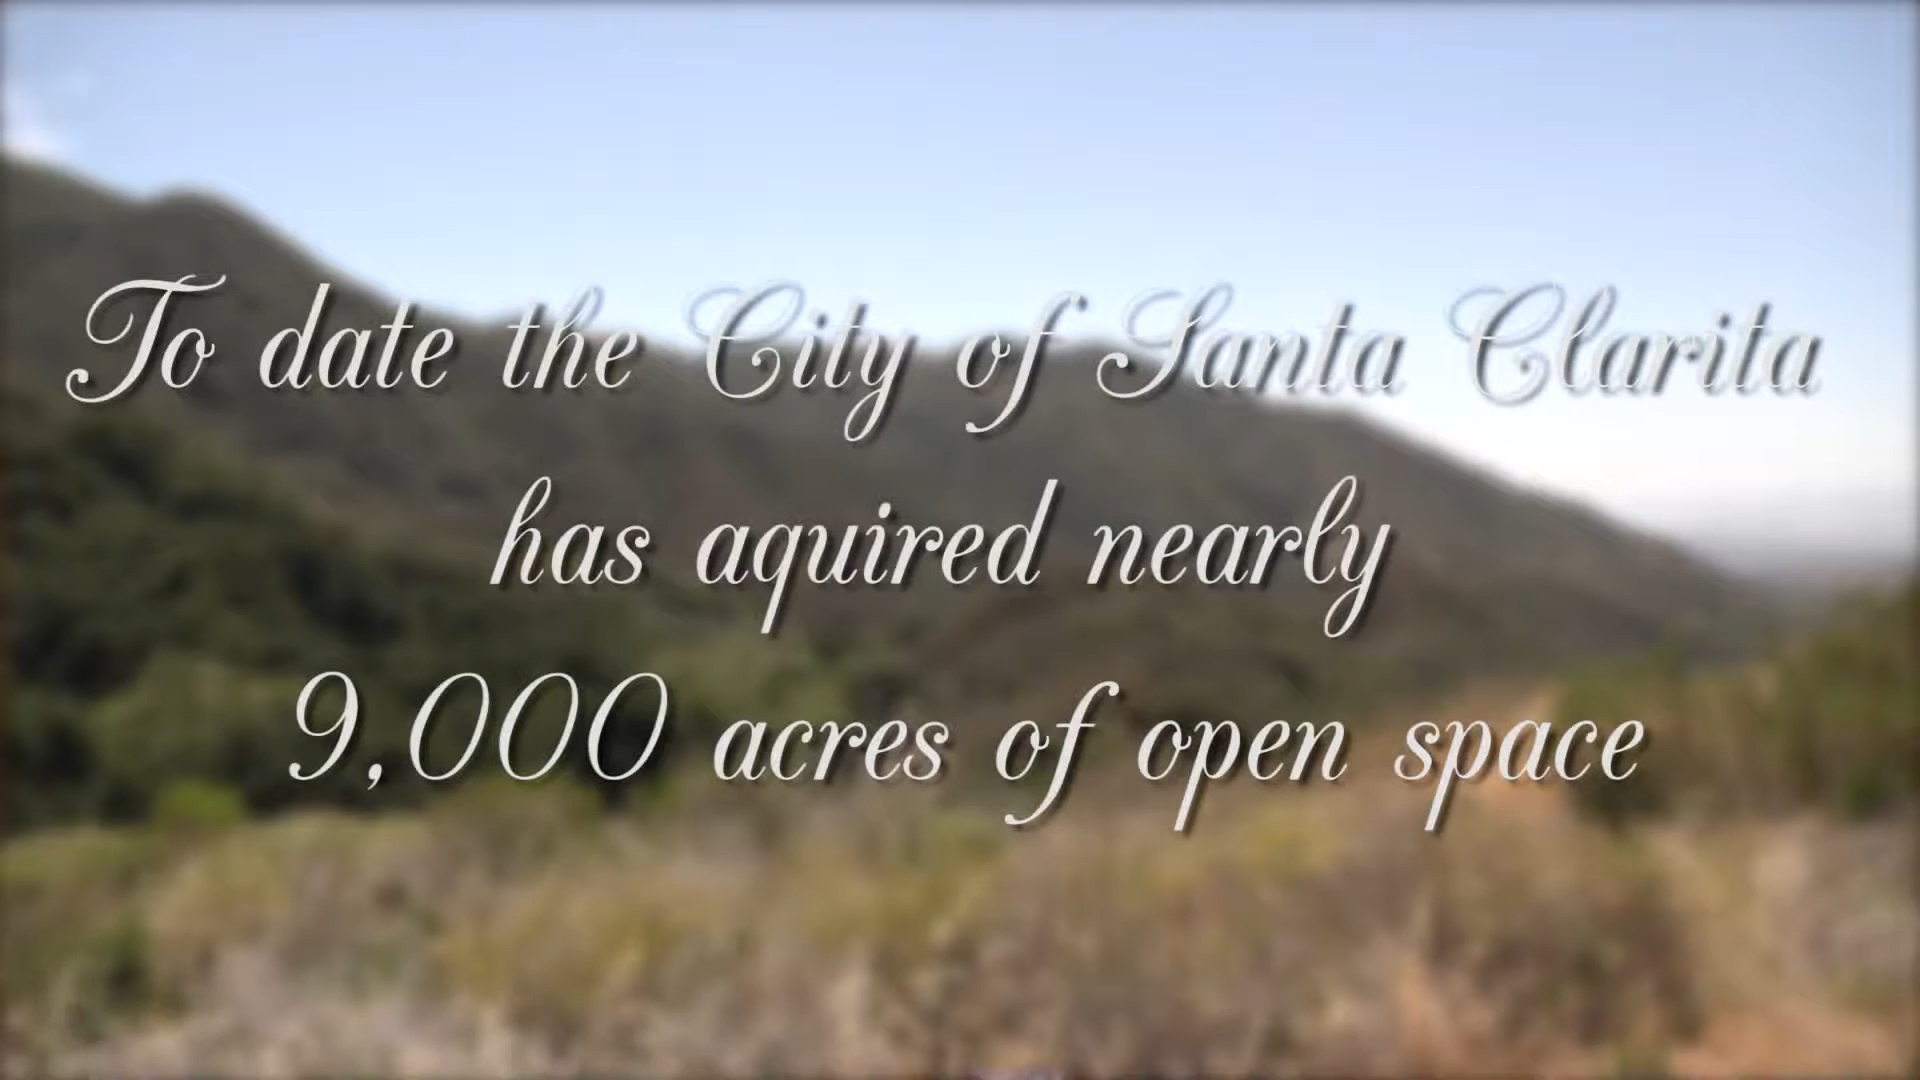 To date the City of Santa Clarita
has aquired nearly
9,000 acres of open space